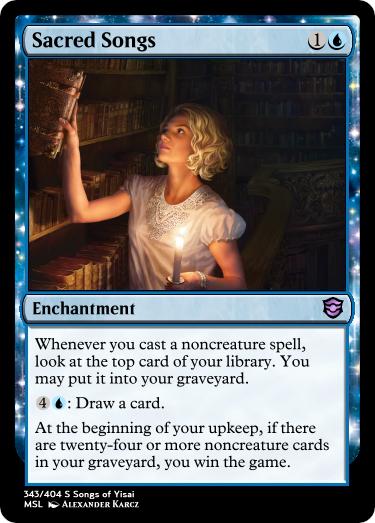 Sacred Songs 1
Enchantment
Whenever you cast a noncreature spell,
look at the top card of your library. You
may put it into your graveyard.
4 : Draw a card.
At the beginning of your upkeep, if there
are twenty-four or more noncreature cards
in your graveyard, you win the game.
343/404 S Songs of Yisai
MSL Alexander Karcz